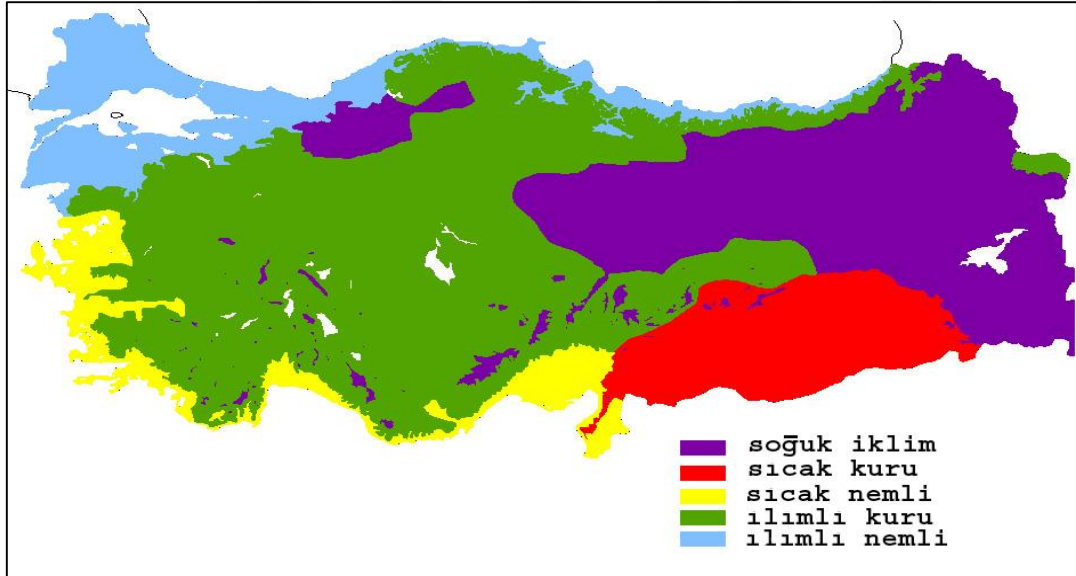 soğuk iklim
sıcak kuru
sıcak nemli
ılımlı kuru
ılımlı nemli